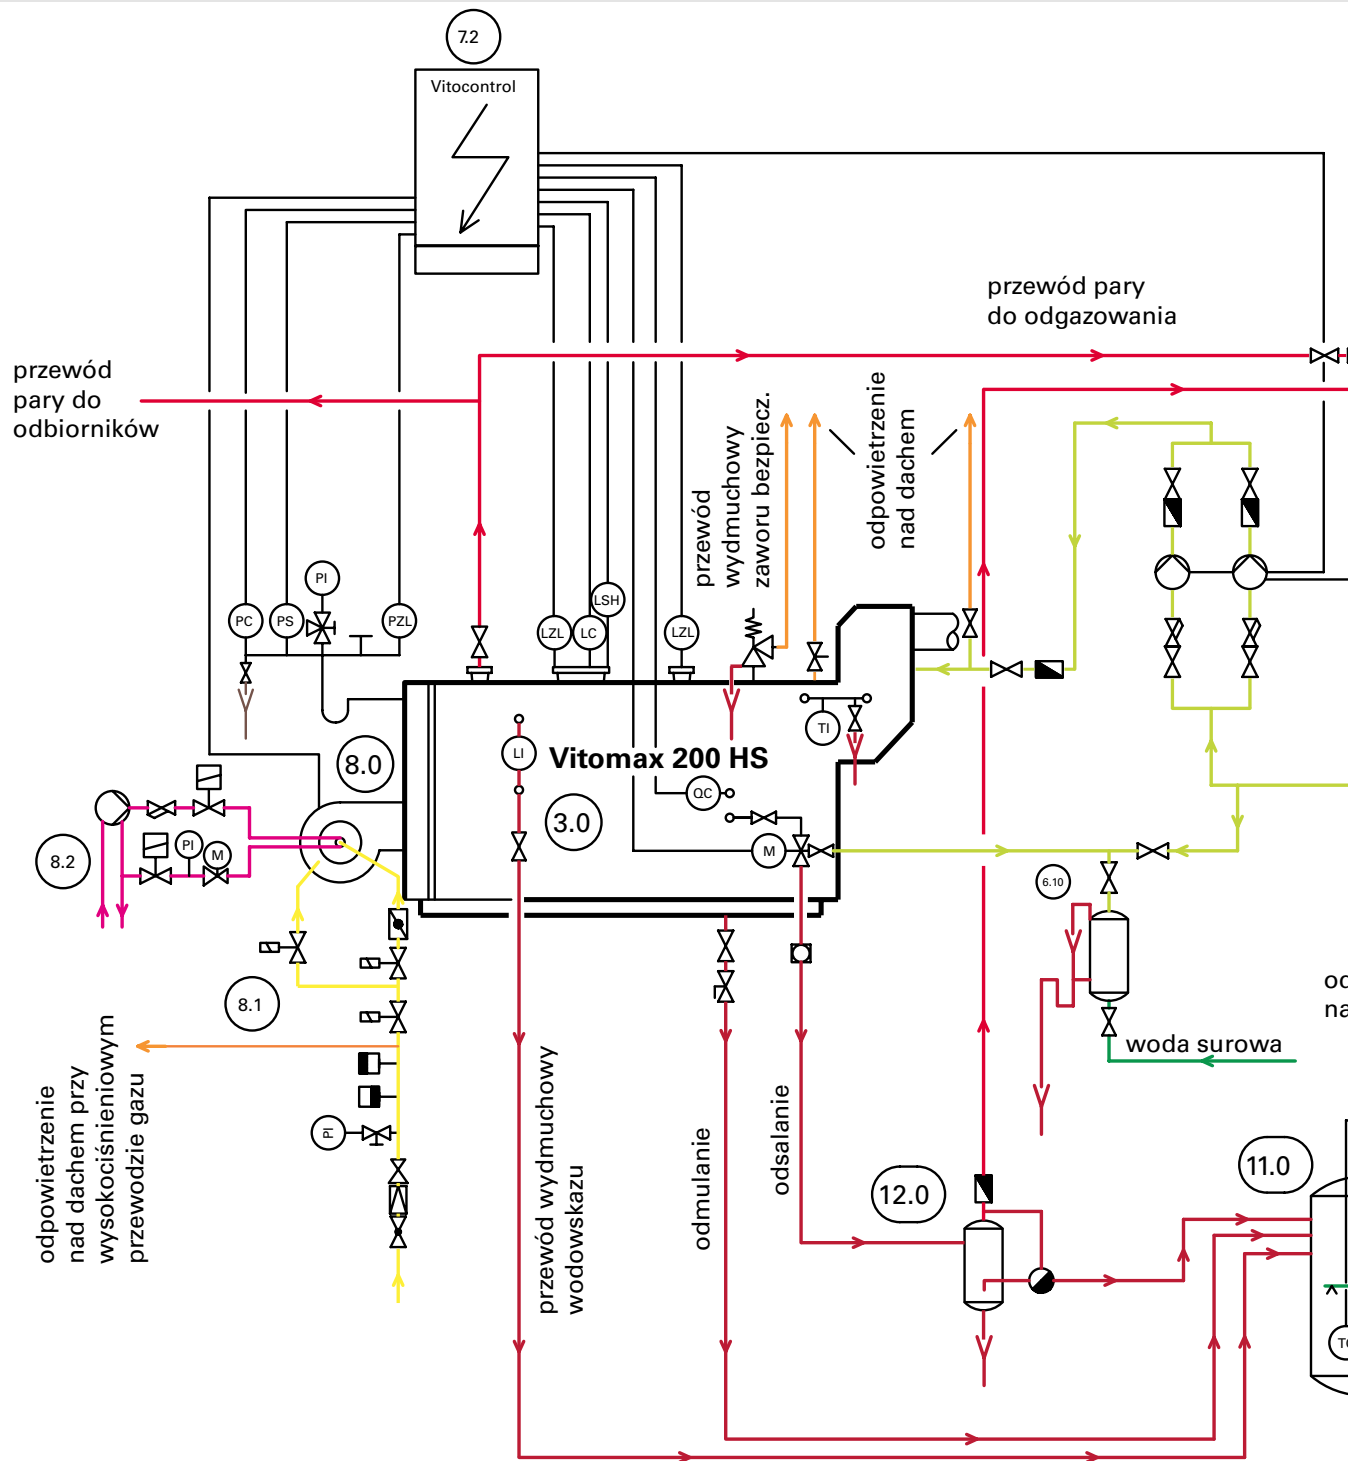 7.2
Vitocontrol
przewód pary
do odgazowania
przewód
pary do
odbiorników
przewód
wydmuchowy
zaworu bezpiecz.
odpowietrzenie
nad dachem
PI
PC
PS
PZL
LSH
LZL
LC
LZL
TI
LI
Vitomax 200 HS
8.0
QC
3.0
M
8.2
PI
M
6.10
8.1
woda surowa
odpowietrzenie
nad dachem przy
wysokociśnieniowym
przewodzie gazu
PI
przewód wydmuchowy
wodowskazu
odmulanie
odsalanie
12.0
11.0